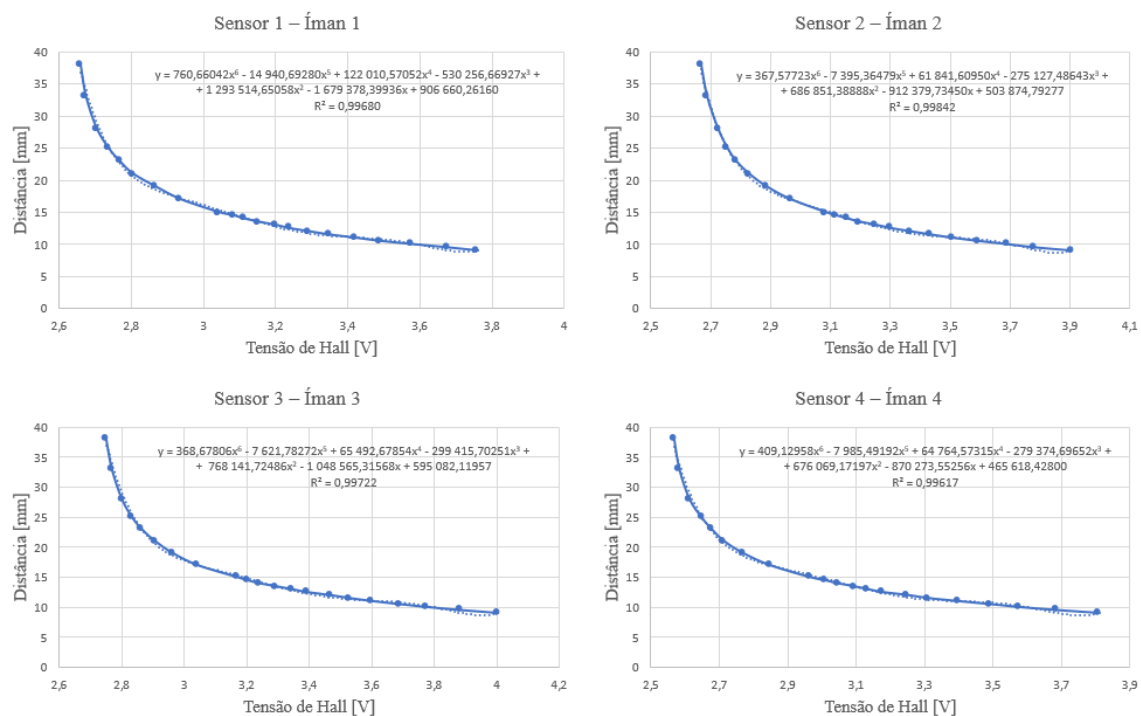 Sensor 1 – Íman 1
y = 760,66042x⁶ - 14 940,69280x⁵ + 122 010,57052x⁴ - 530 256,66927x³ +
+ 1 293 514,65058x² - 1 679 378,39936x + 906 660,26160
R² = 0,99680
Distância [mm]
40
35
30
25
20
15
10
5
0
2,6
2,8
3
3,2
3,4
3,6
3,8
4
Tensão de Hall [V]
Sensor 2 – Íman 2
y = 367,57723x⁶ - 7 395,36479x⁵ + 61 841,60950x⁴ - 275 127,48643x³ +
+ 686 851,38888x² - 912 379,73450x + 503 874,79277
R² = 0,99842
Distância [mm]
40
35
30
25
20
15
10
5
0
2,5
2,7
2,9
3,1
3,3
3,5
3,7
3,9
4,1
Tensão de Hall [V]
Sensor 3 – Íman 3
y = 368,67806x⁶ - 7 621,78272x⁵ + 65 492,67854x⁴ - 299 415,70251x³ +
+ 768 141,72486x² - 1 048 565,31568x + 595 082,11957
R² = 0,99722
Distância [mm]
40
35
30
25
20
15
10
5
0
2,6
2,8
3
3,2
3,4
3,6
3,8
4
4,2
Tensão de Hall [V]
Sensor 4 – Íman 4
y = 409,12958x⁶ - 7 985,49192x⁵ + 64 764,57315x⁴ - 279 374,69652x³ +
+ 676 069,17197x² - 870 273,55256x + 465 618,42800
R² = 0,99617
Distância [mm]
40
35
30
25
20
15
10
5
0
2,5
2,7
2,9
3,1
3,3
3,5
3,7
3,9
Tensão de Hall [V]